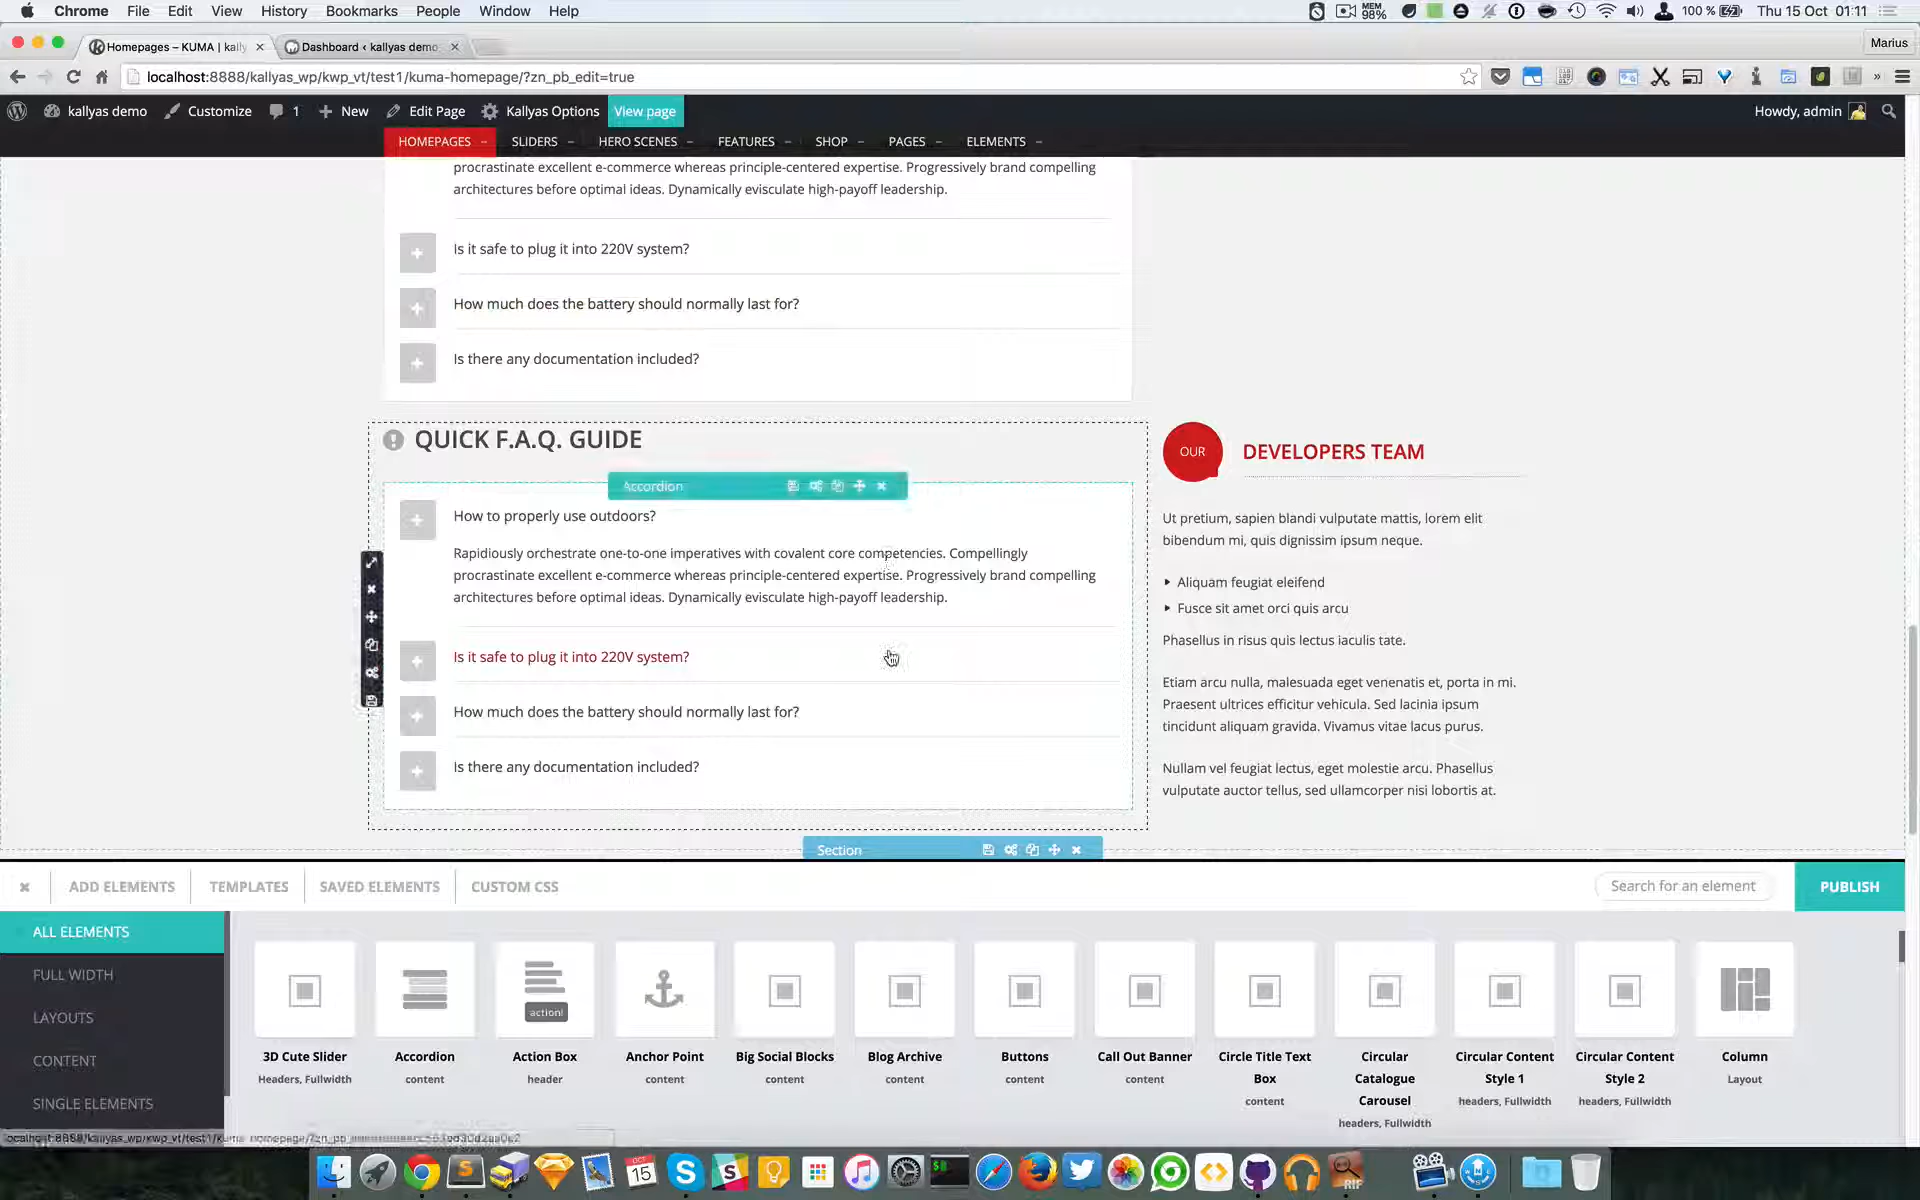 Chrome File Edit View History Bookmarks People Window Help
MEM 98% 100 % Thu 15 Oct 01:11
Homepages – KUMA | kally
Dashboard ‹ kallyas demo
Marius
localhost:8888/kallyas_wp/kwp_vt/test1/kuma-homepage/?zn_pb_edit=true
kallyas demo Customize 1 New Edit Page Kallyas Options View page Howdy, admin
HOMEPAGES SLIDERS HERO SCENES FEATURES SHOP PAGES ELEMENTS
procrastinate excellent e-commerce whereas principle-centered expertise. Progressively brand compelling
architectures before optimal ideas. Dynamically evisculate high-payoff leadership.
Is it safe to plug it into 220V system?
How much does the battery should normally last for?
Is there any documentation included?
QUICK F.A.Q. GUIDE
Accordion
How to properly use outdoors?
Rapidiously orchestrate one-to-one imperatives with covalent core competencies. Compellingly
procrastinate excellent e-commerce whereas principle-centered expertise. Progressively brand compelling
architectures before optimal ideas. Dynamically evisculate high-payoff leadership.
Is it safe to plug it into 220V system?
How much does the battery should normally last for?
Is there any documentation included?
OUR
DEVELOPERS TEAM
Ut pretium, sapien blandi vulputate mattis, lorem elit
bibendum mi, quis dignissim ipsum neque.
Aliquam feugiat eleifend
Fusce sit amet orci quis arcu
Phasellus in risus quis lectus iaculis tate.
Etiam arcu nulla, malesuada eget venenatis et, porta in mi.
Praesent ultrices efficitur vehicula. Sed lacinia ipsum
tincidunt aliquam gravida. Vivamus vitae lacus purus.
Nullam vel feugiat lectus, eget molestie arcu. Phasellus
vulputate auctor tellus, sed ullamcorper nisi lobortis at.
Section
ADD ELEMENTS TEMPLATES SAVED ELEMENTS CUSTOM CSS
Search for an element
PUBLISH
ALL ELEMENTS
FULL WIDTH
LAYOUTS
CONTENT
SINGLE ELEMENTS
action!
3D Cute Slider
Headers, Fullwidth
Accordion
content
Action Box
header
Anchor Point
content
Big Social Blocks
content
Blog Archive
content
Buttons
content
Call Out Banner
content
Circle Title Text
Box
content
Circular
Catalogue
Carousel
headers, Fullwidth
Circular Content
Style 1
headers, Fullwidth
Circular Content
Style 2
headers, Fullwidth
Column
Layout
OCT
15
RIF